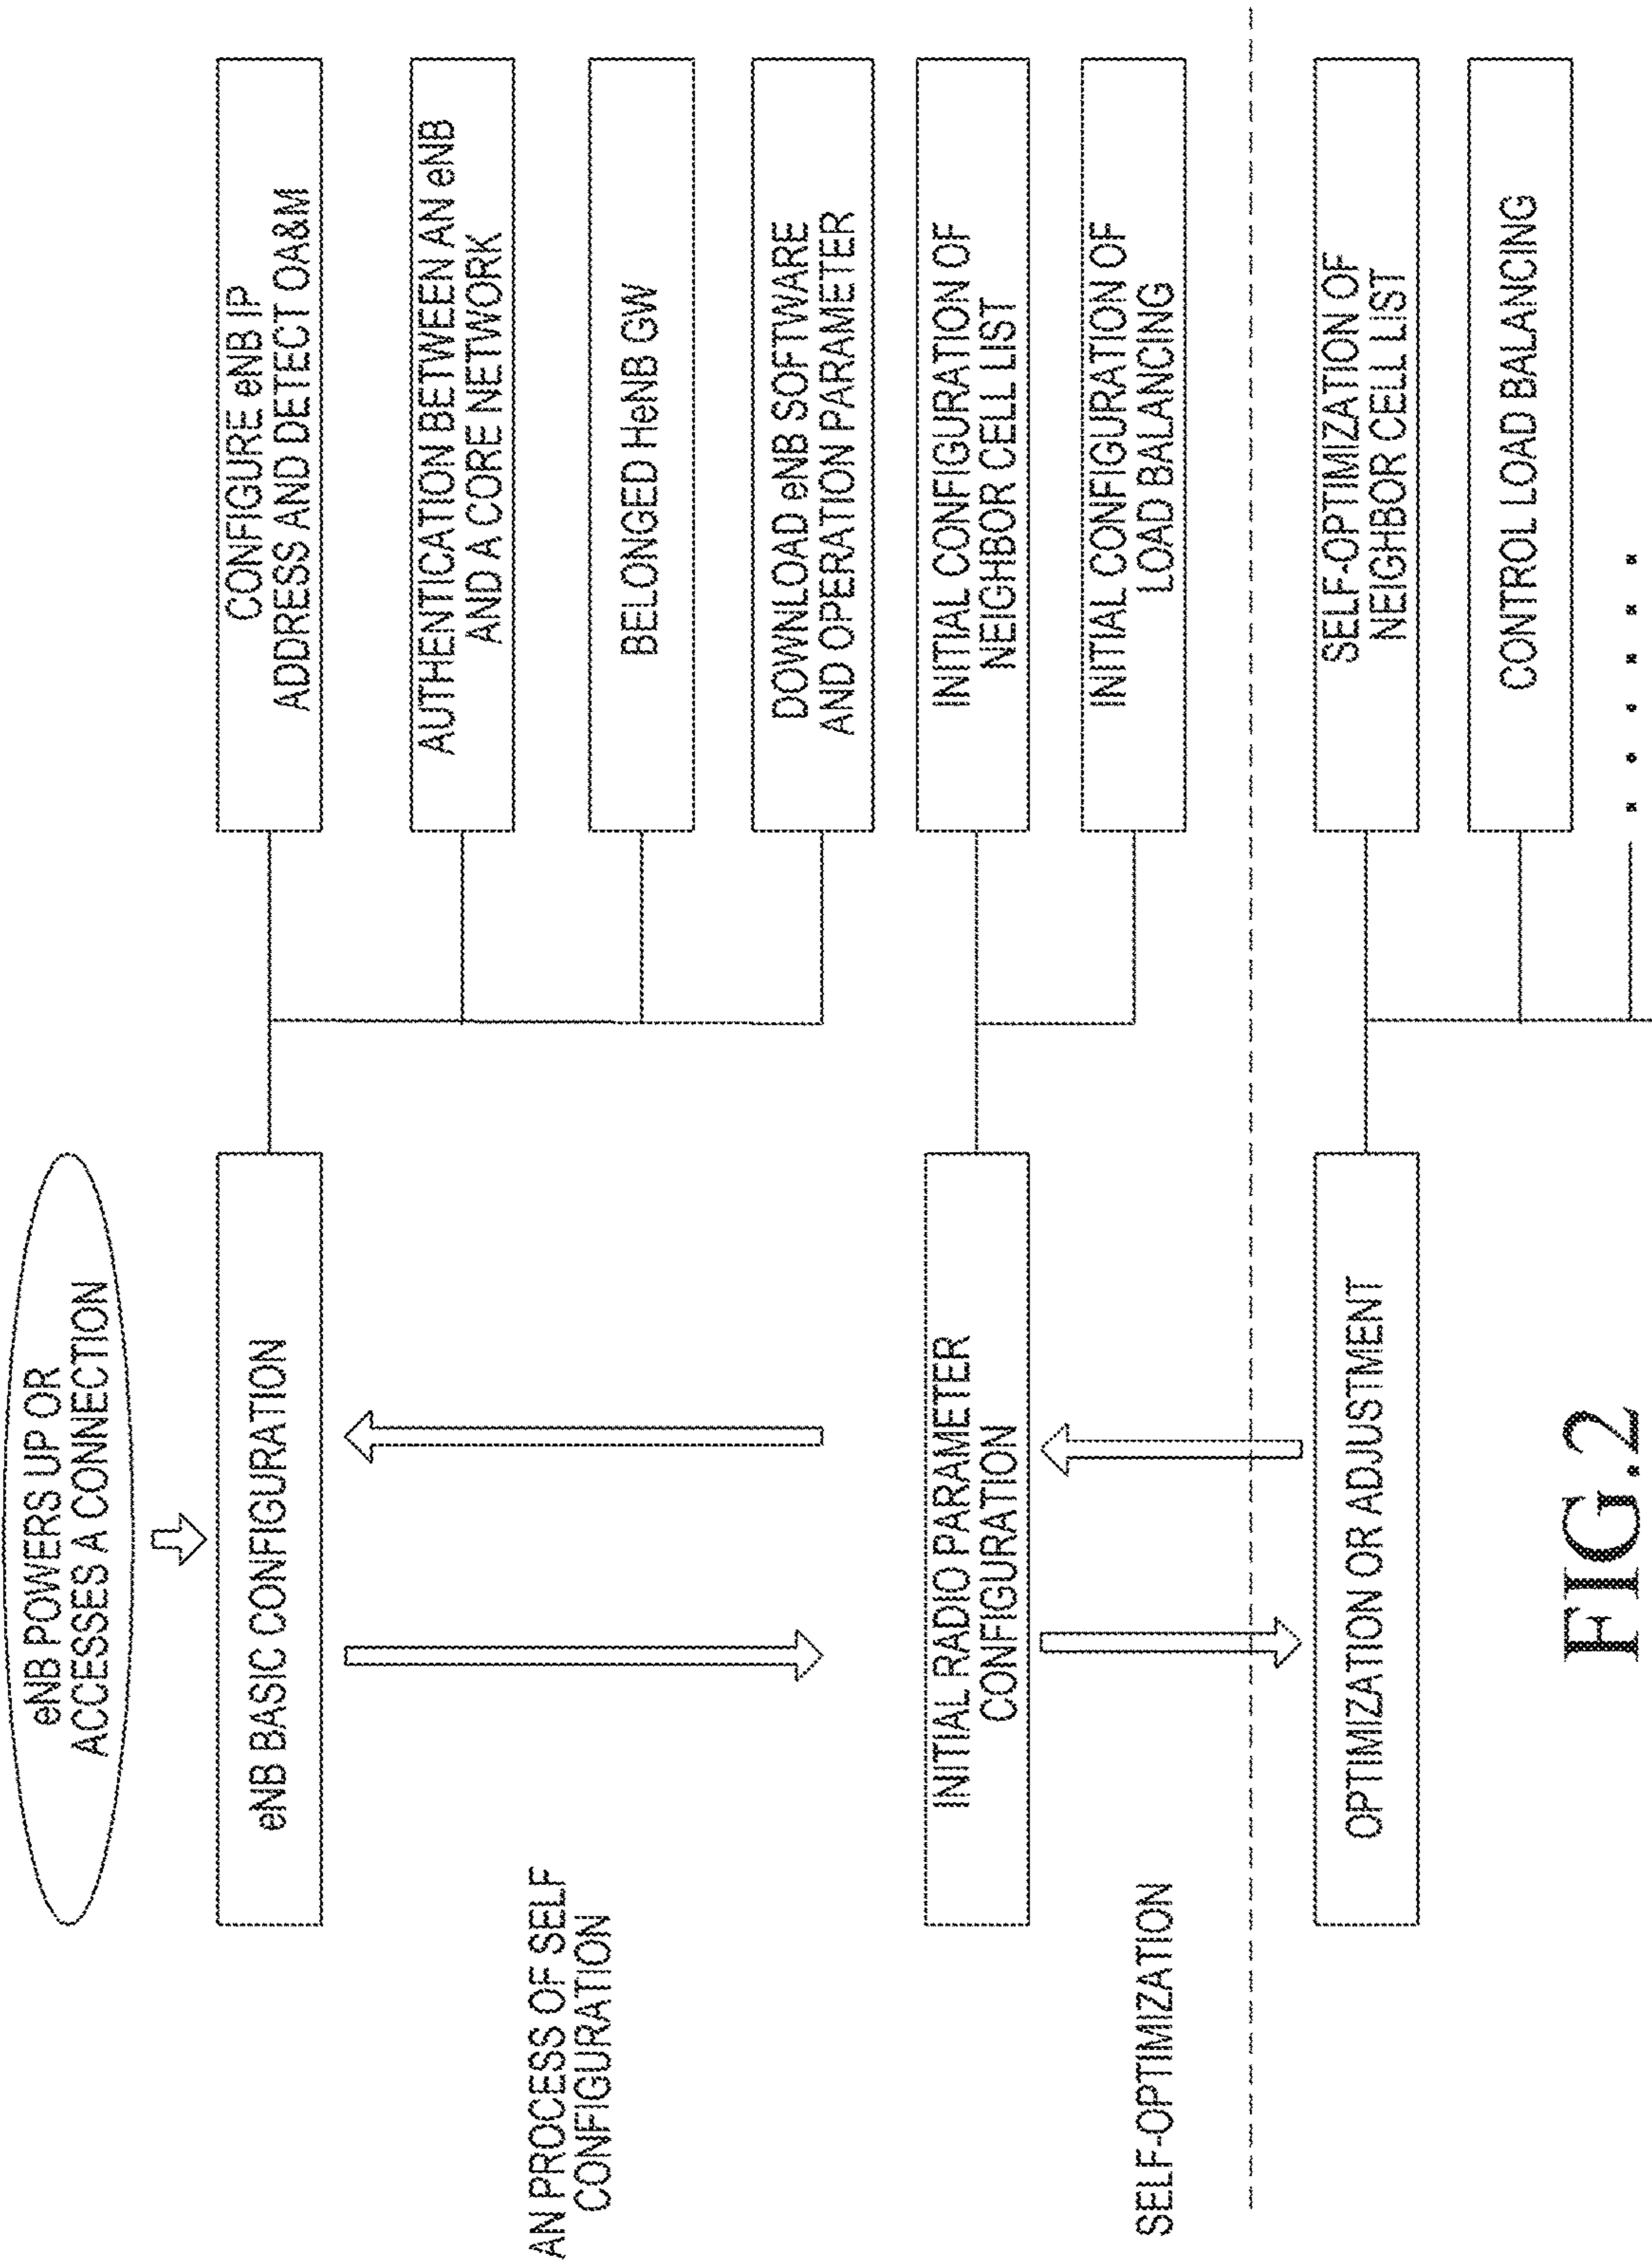 eNB POWERS UP OR
ACCESSES A CONNECTION
eNB BASIC CONFIGURATION
CONFIGURE eNB IP
ADDRESS AND DETECT OA&M
AUTHENTICATION BETWEEN AN eNB
AND A CORE NETWORK
BELONGED HeNB GW
DOWNLOAD eNB SOFTWARE
AND OPERATION PARAMETER
AN PROCESS OF SELF
CONFIGURATION
INITIAL RADIO PARAMETER
CONFIGURATION
INITIAL CONFIGURATION OF
NEIGHBOR CELL LIST
INITIAL CONFIGURATION OF
LOAD BALANCING
SELF-OPTIMIZATION
OPTIMIZATION OR ADJUSTMENT
SELF-OPTIMIZATION OF
NEIGHBOR CELL LIST
CONTROL LOAD BALANCING
......
FIG.2